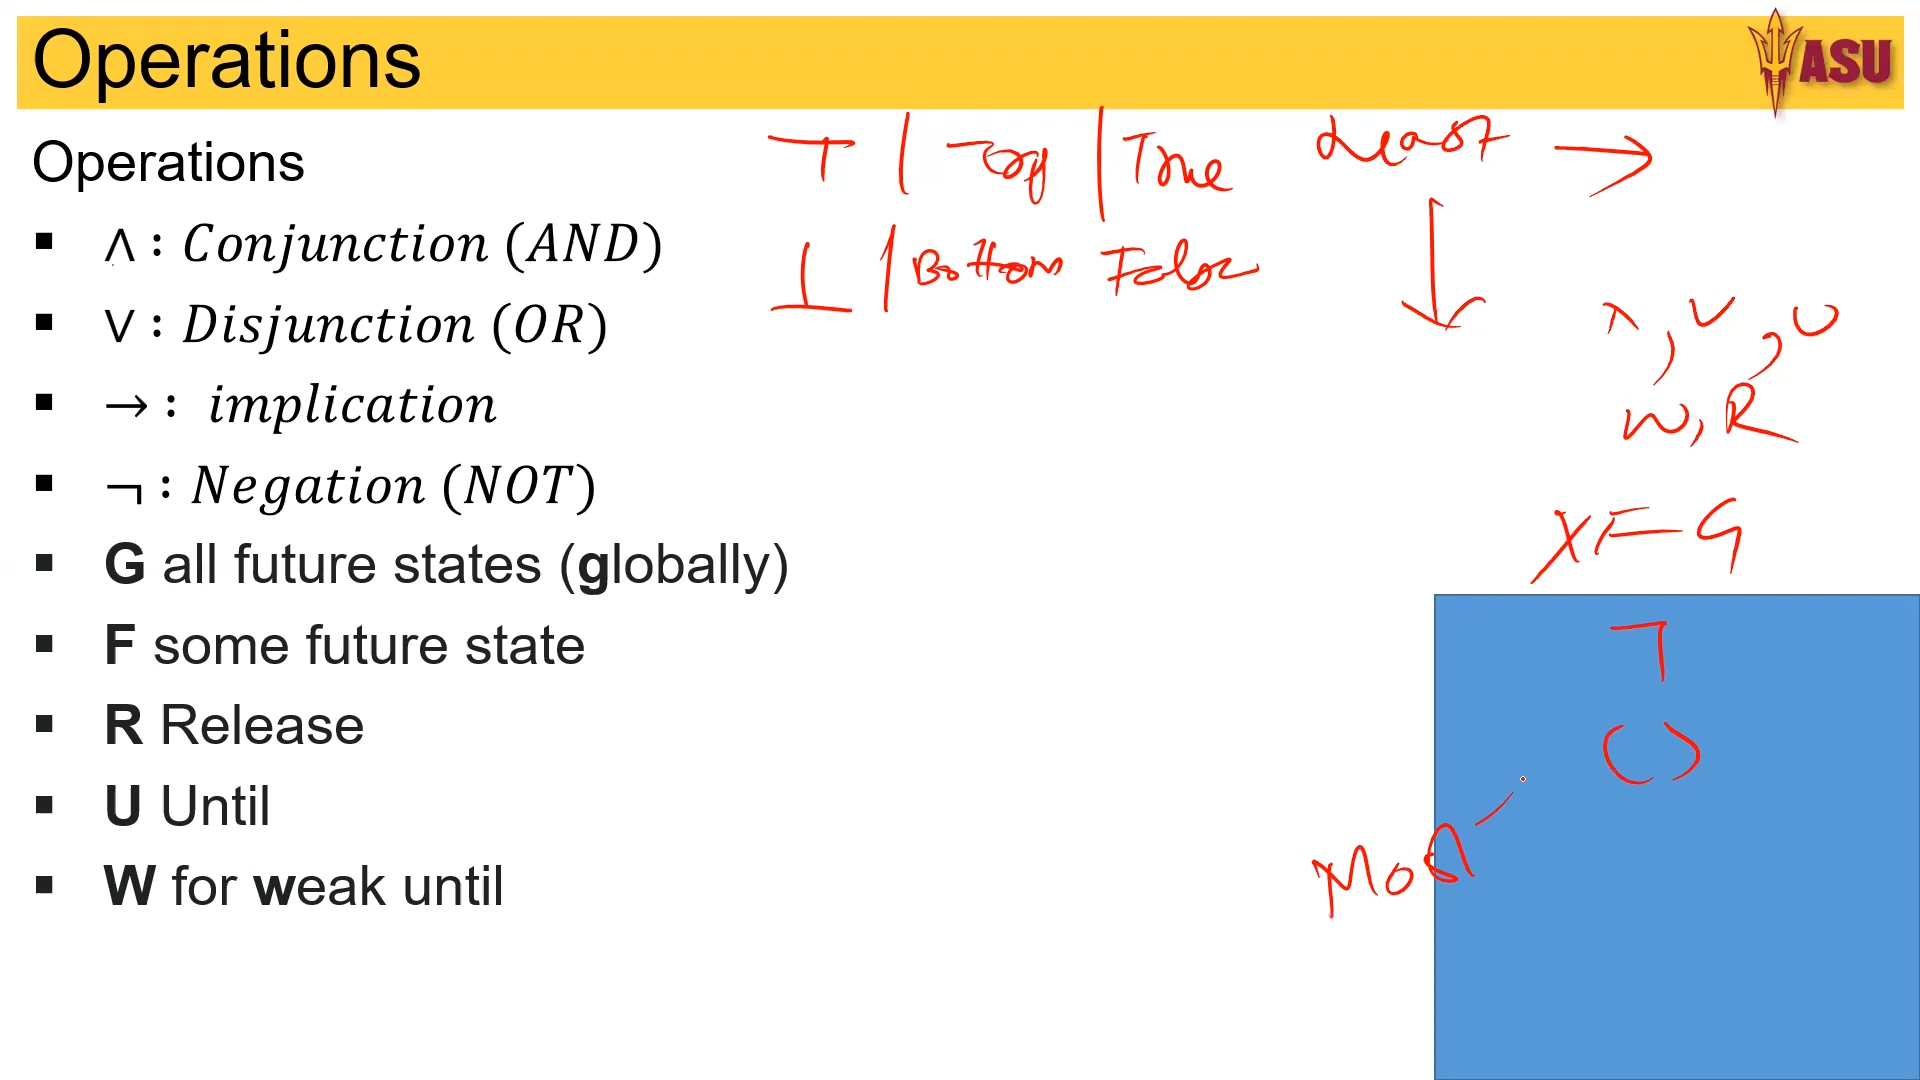 Operations
ASU
Operations
▪ ∧ : Conjunction (AND)
▪ ∨ : Disjunction (OR)
▪ → : implication
▪ ¬ : Negation (NOT)
▪ G all future states (globally)
▪ F some future state
▪ R Release
▪ U Until
▪ W for weak until
⊤ | Top | True
⊥ | Bottom False
Least →
∧, ∨, U
W, R
X F G
¬
( )
Most